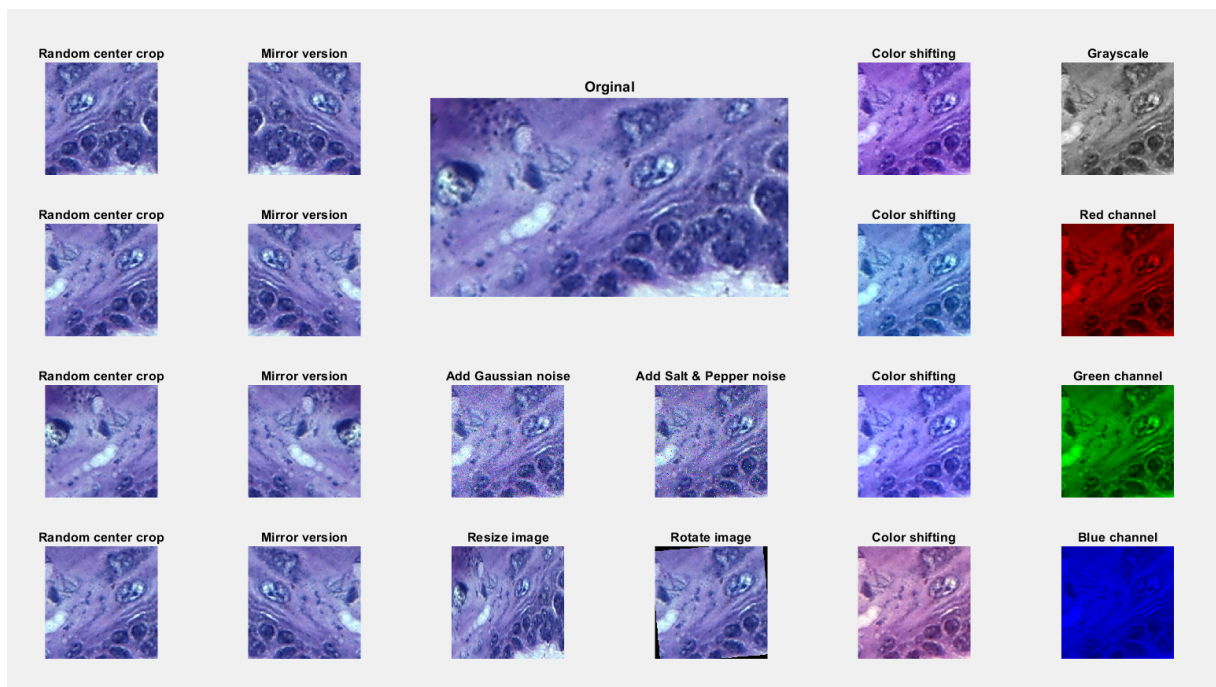 Random center crop
Mirror version
Orginal
Color shifting
Grayscale
Random center crop
Mirror version
Color shifting
Red channel
Random center crop
Mirror version
Add Gaussian noise
Add Salt & Pepper noise
Color shifting
Green channel
Random center crop
Mirror version
Resize image
Rotate image
Color shifting
Blue channel